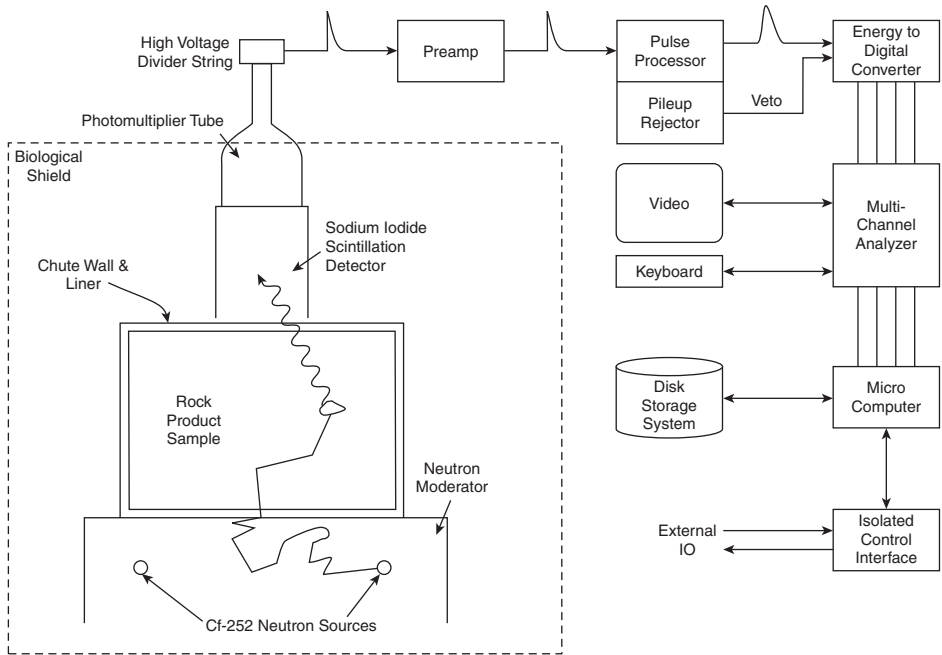 High Voltage
Divider String
Preamp
Pulse
Processor
Pileup
Rejector
Veto
Energy to
Digital
Converter
Photomultiplier Tube
Biological
Shield
Video
Multi-
Channel
Analyzer
Keyboard
Sodium Iodide
Scintillation
Detector
Chute Wall &
Liner
Rock
Product
Sample
Disk
Storage
System
Micro
Computer
Neutron
Moderator
External
IO
Isolated
Control
Interface
Cf-252 Neutron Sources